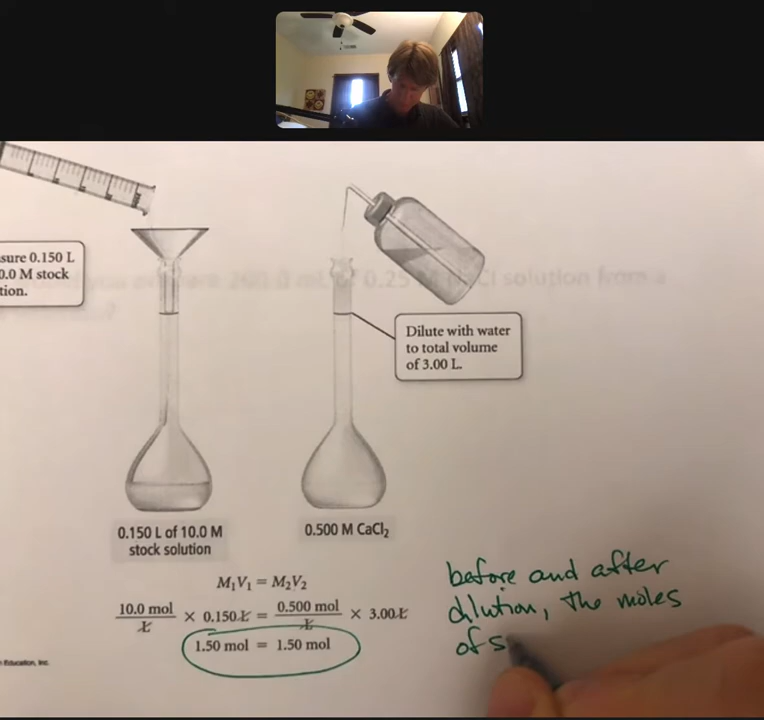 sure 0.150 L
0.0 M stock
tion.
Dilute with water
to total volume
of 3.00 L.
0.150 L of 10.0 M
stock solution
0.500 M CaCl₂
M₁V₁ = M₂V₂
10.0 mol / L × 0.150 L = 0.500 mol / L × 3.00 L
1.50 mol = 1.50 mol
before and after
dilution, the moles
of s
Education, Inc.